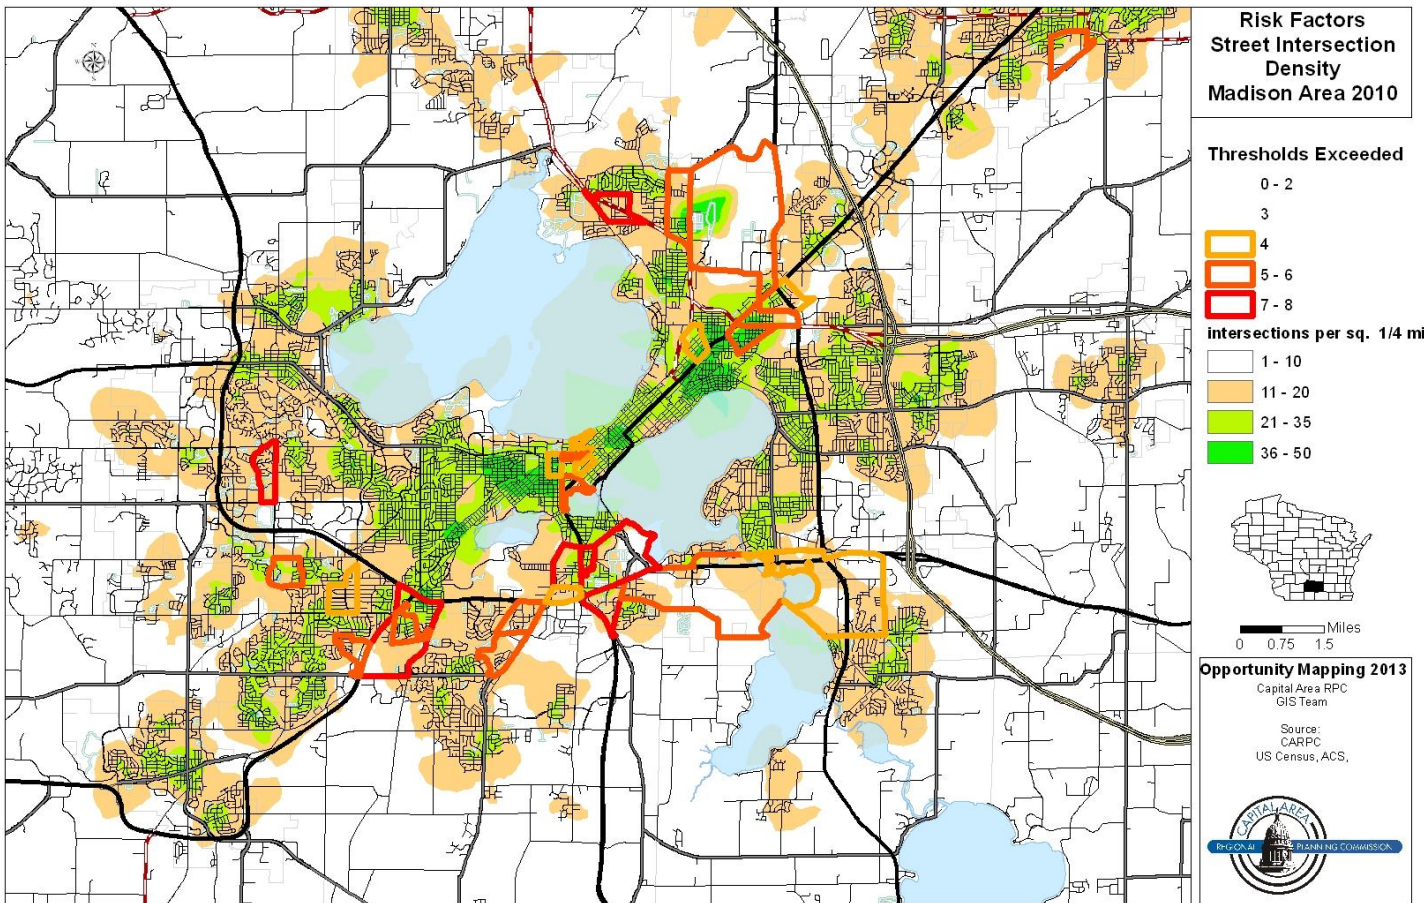 Risk Factors
Street Intersection
Density
Madison Area 2010
Thresholds Exceeded
0 - 2
3
4
5 - 6
7 - 8
intersections per sq. 1/4 mi
1 - 10
11 - 20
21 - 35
36 - 50
Miles
0 0.75 1.5
Opportunity Mapping 2013
Capital Area RPC
GIS Team
Source:
CARPC
US Census, ACS,
CAPITAL AREA
REGIONAL PLANNING COMMISSION